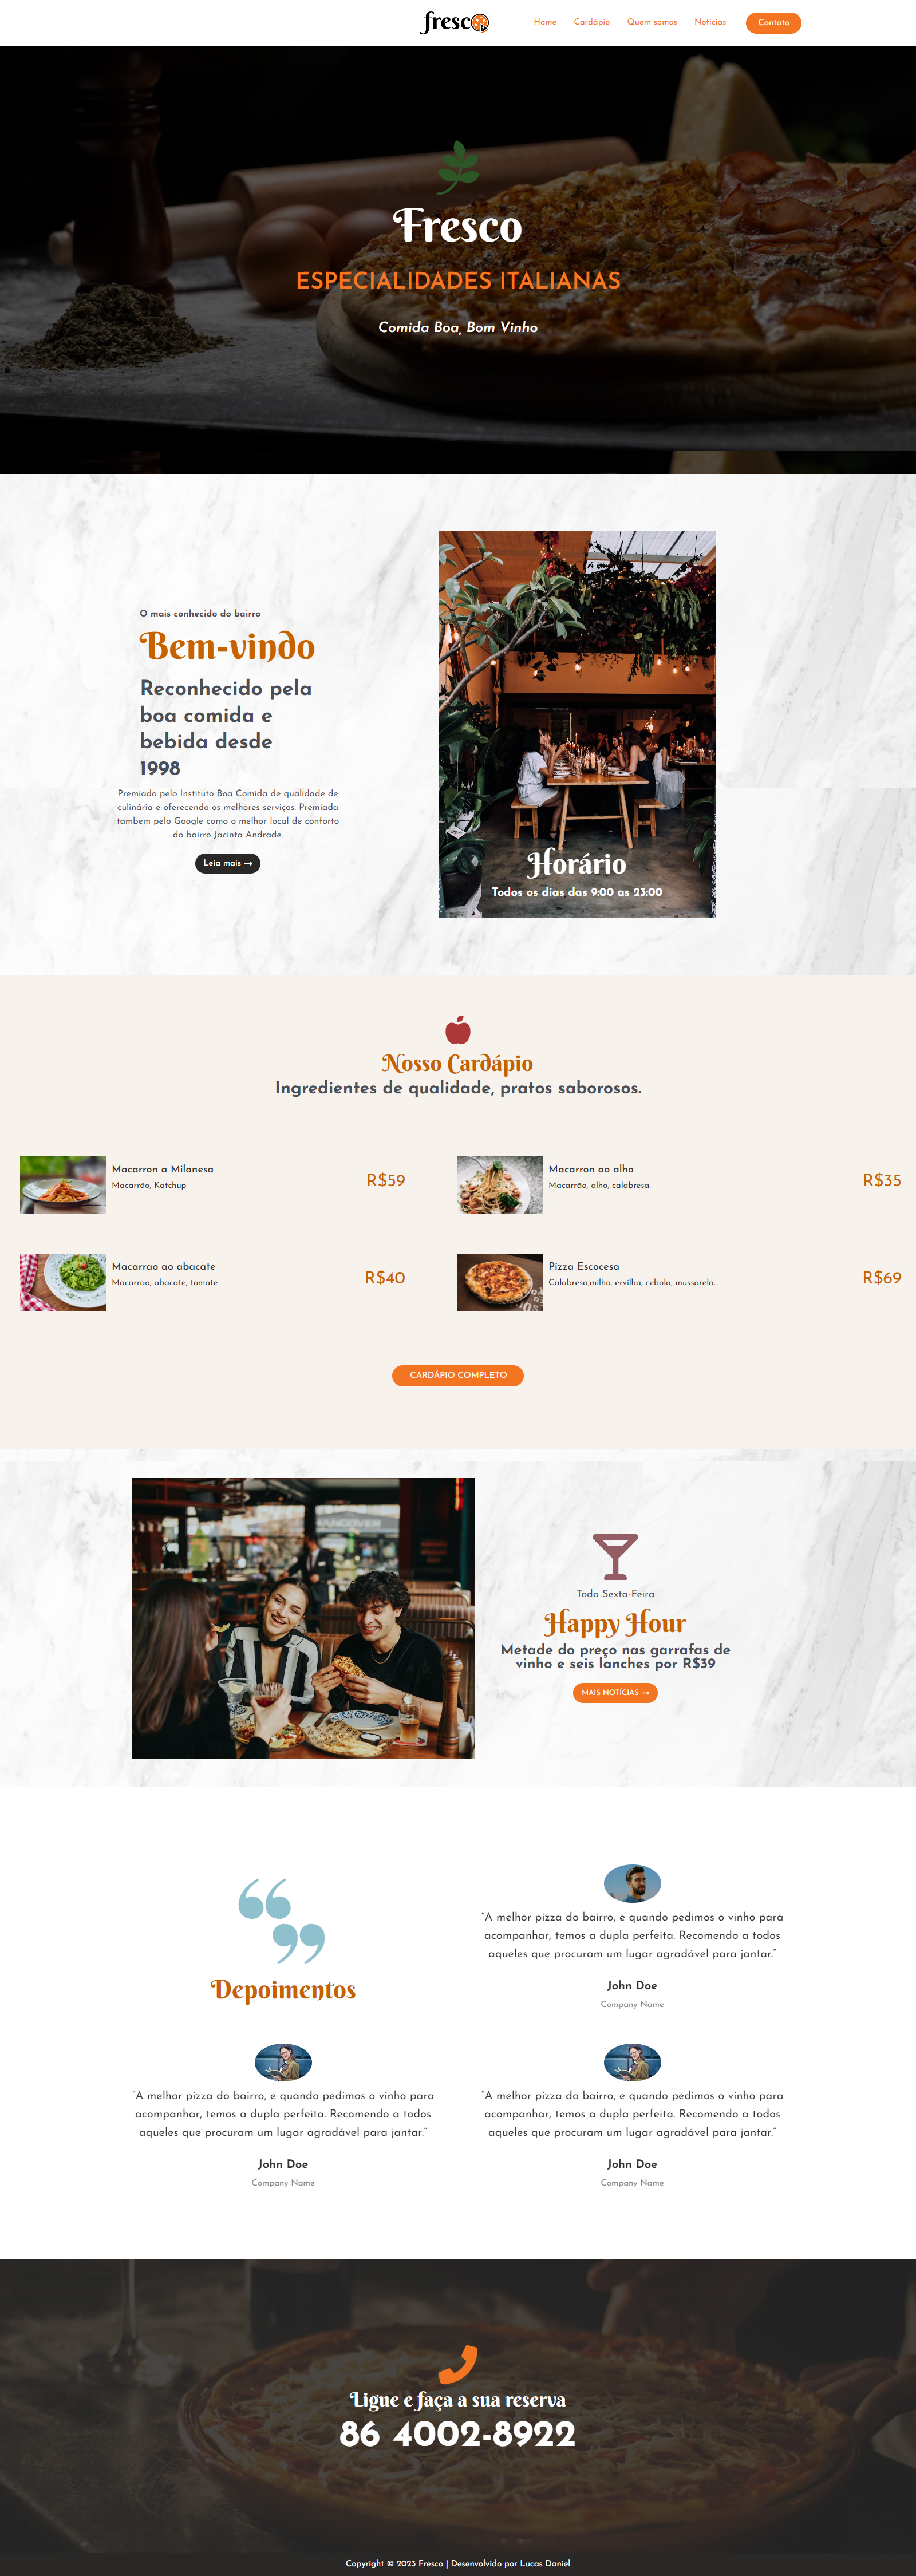 fresco
Home
Cardápio
Quem somos
Noticias
Contato
Fresco
ESPECIALIDADES ITALIANAS
Comida Boa, Bom Vinho
O mais conhecido do bairro
Bem-vindo
Reconhecido pela
boa comida e
bebida desde
1998
Premiado pelo Instituto Boa Comida de qualidade de
culinária e oferecendo os melhores serviços. Premiada
tambem pelo Google como o melhor local de conforto
do bairro Jacinta Andrade.
Leia mais
Horário
Todos os dias das 9:00 as 23:00
Nosso Cardápio
Ingredientes de qualidade, pratos saborosos.
Macarron a Milanesa
Macarrão, Katchup
R$59
Macarron ao alho
Macarrão, alho, calabresa.
R$35
Macarrao ao abacate
Macarrao, abacate, tomate
R$40
Pizza Escocesa
Calabresa,milho, ervilha, cebola, mussarela.
R$69
CARDÁPIO COMPLETO
Toda Sexta-Feira
Happy Hour
Metade do preço nas garrafas de
vinho e seis lanches por R$39
MAIS NOTÍCIAS
Depoimentos
"A melhor pizza do bairro, e quando pedimos o vinho para
acompanhar, temos a dupla perfeita. Recomendo a todos
aqueles que procuram um lugar agradável para jantar."
John Doe
Company Name
"A melhor pizza do bairro, e quando pedimos o vinho para
acompanhar, temos a dupla perfeita. Recomendo a todos
aqueles que procuram um lugar agradável para jantar."
John Doe
Company Name
"A melhor pizza do bairro, e quando pedimos o vinho para
acompanhar, temos a dupla perfeita. Recomendo a todos
aqueles que procuram um lugar agradável para jantar."
John Doe
Company Name
Ligue e faça a sua reserva
86 4002-8922
Copyright © 2023 Fresco | Desenvolvido por Lucas Daniel